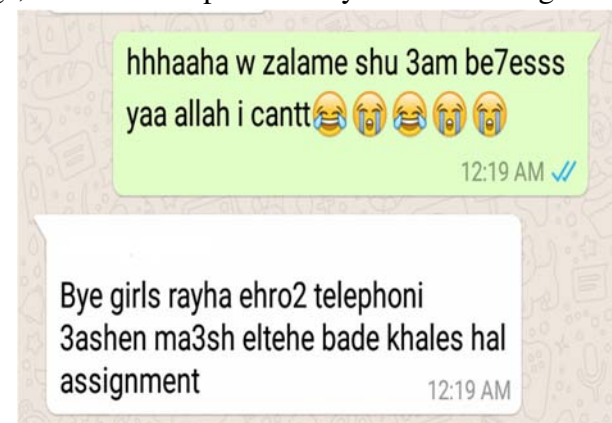 hhhaaha w zalame shu 3am be7esss
yaa allah i cantt😂😭😂😭😭
12:19 AM
Bye girls rayha ehro2 telephoni
3ashen ma3sh eltehe bade khales hal
assignment
12:19 AM